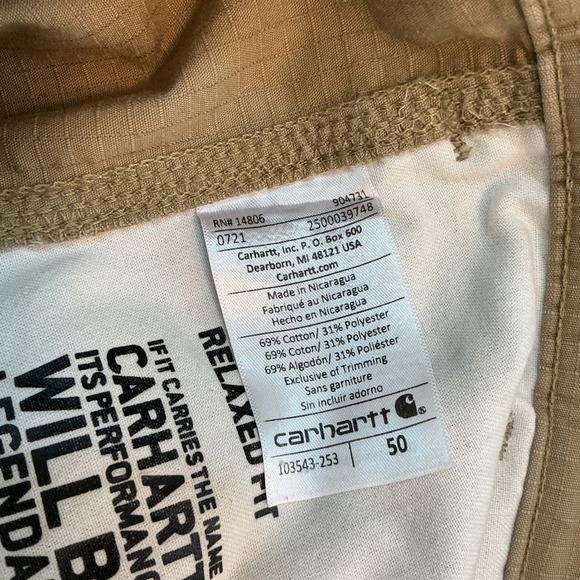 RN# 14806 904731
0721 2500039748
Carhartt, Inc. P. O. Box 600
Dearborn, MI 48121 USA
Carhartt.com
Made in Nicaragua
Fabriqué au Nicaragua
Hecho en Nicaragua
69% Cotton/ 31% Polyester
69% Coton/ 31% Polyester
69% Algodón/ 31% Poliéster
Exclusive of Trimming
Sans garniture
Sin incluir adorno
carhartt ®
103543-253 50
RELAXED FIT
IF IT CARRIES THE NAME
CARHARTT
ITS PERFORMANC
WILL B
LEGENDA